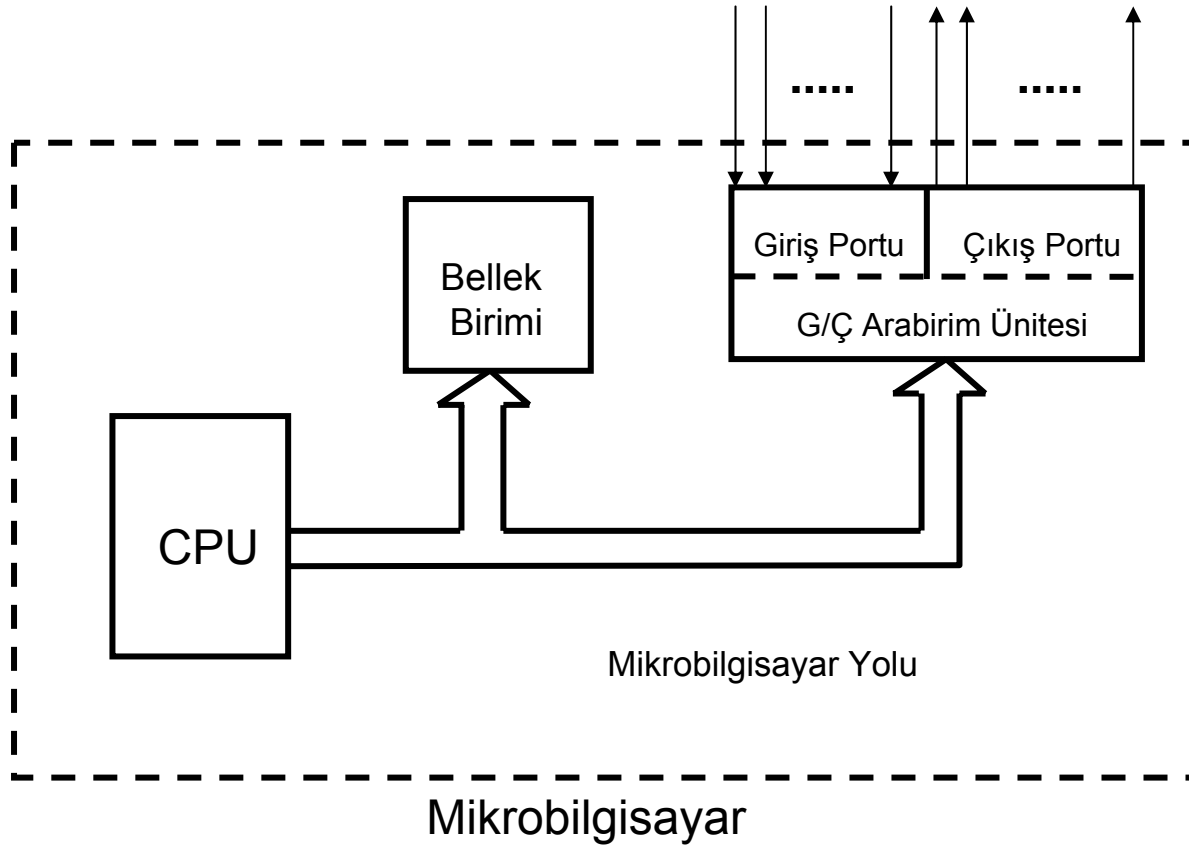 Giriş Portu
Çıkış Portu
G/Ç Arabirim Ünitesi
Bellek
Birimi
CPU
Mikrobilgisayar Yolu
Mikrobilgisayar